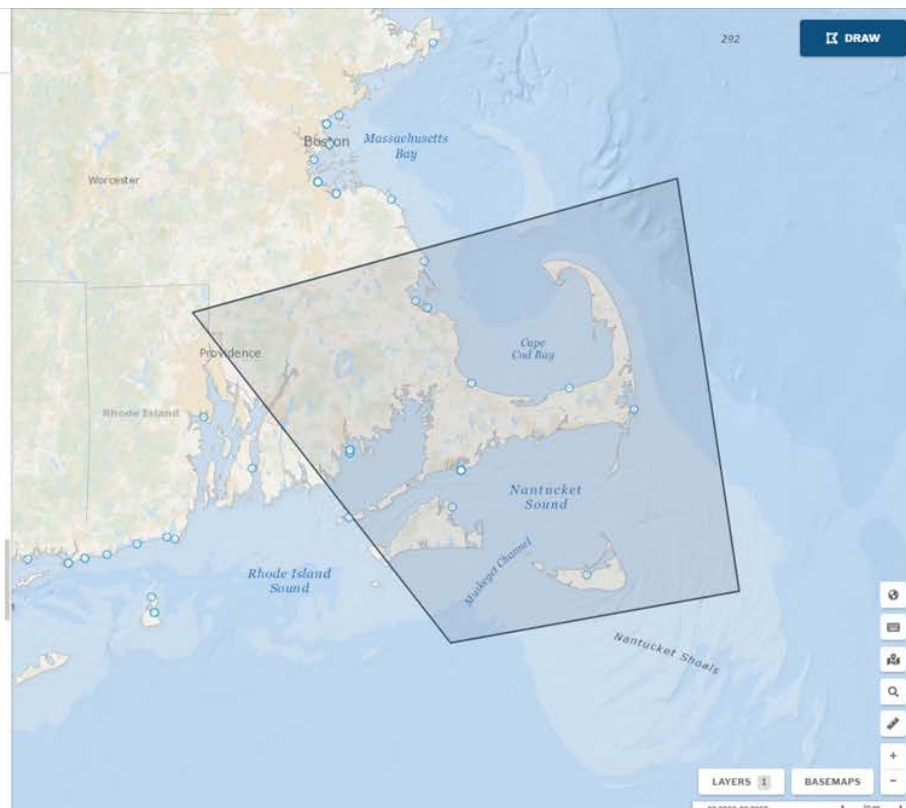 292
DRAW
Boston
Massachusetts
Bay
Worcester
Cape
Cod Bay
Providence
Rhode Island
Nantucket
Sound
Muskeget Channel
Rhode Island
Sound
Nantucket Shoals
LAYERS 1
BASEMAPS